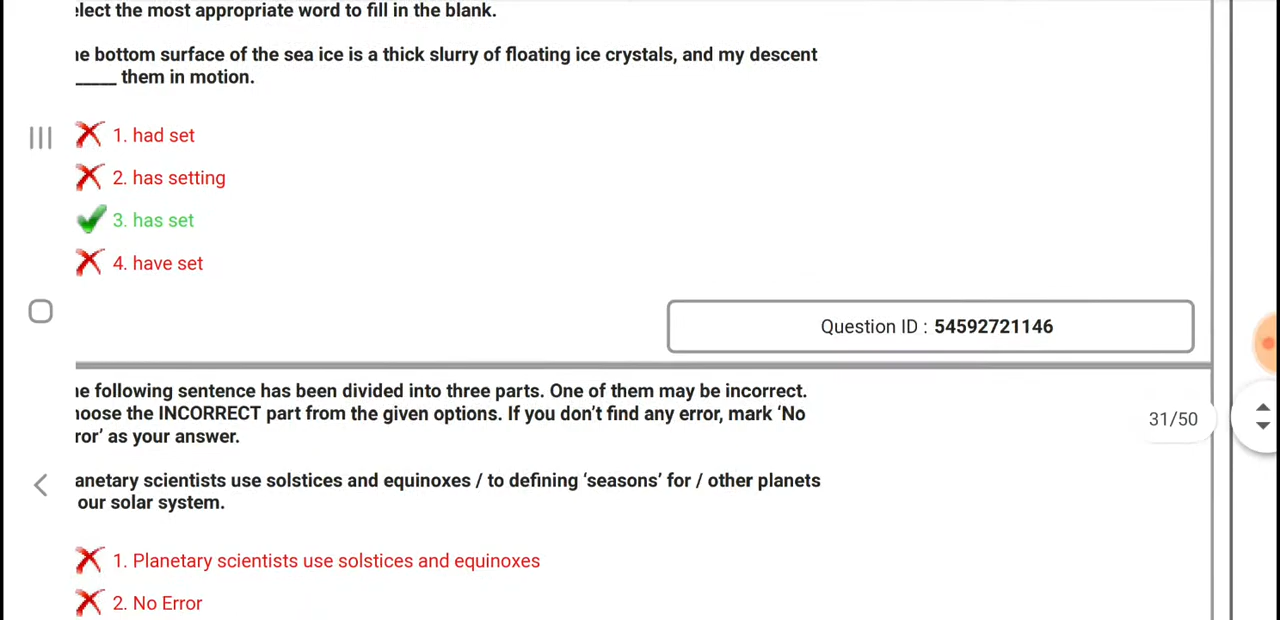 lect the most appropriate word to fill in the blank.
e bottom surface of the sea ice is a thick slurry of floating ice crystals, and my descent
_____ them in motion.
1. had set
2. has setting
3. has set
4. have set
Question ID : 54592721146
e following sentence has been divided into three parts. One of them may be incorrect.
oose the INCORRECT part from the given options. If you don't find any error, mark 'No
ror' as your answer.
31/50
anetary scientists use solstices and equinoxes / to defining 'seasons' for / other planets
our solar system.
1. Planetary scientists use solstices and equinoxes
2. No Error